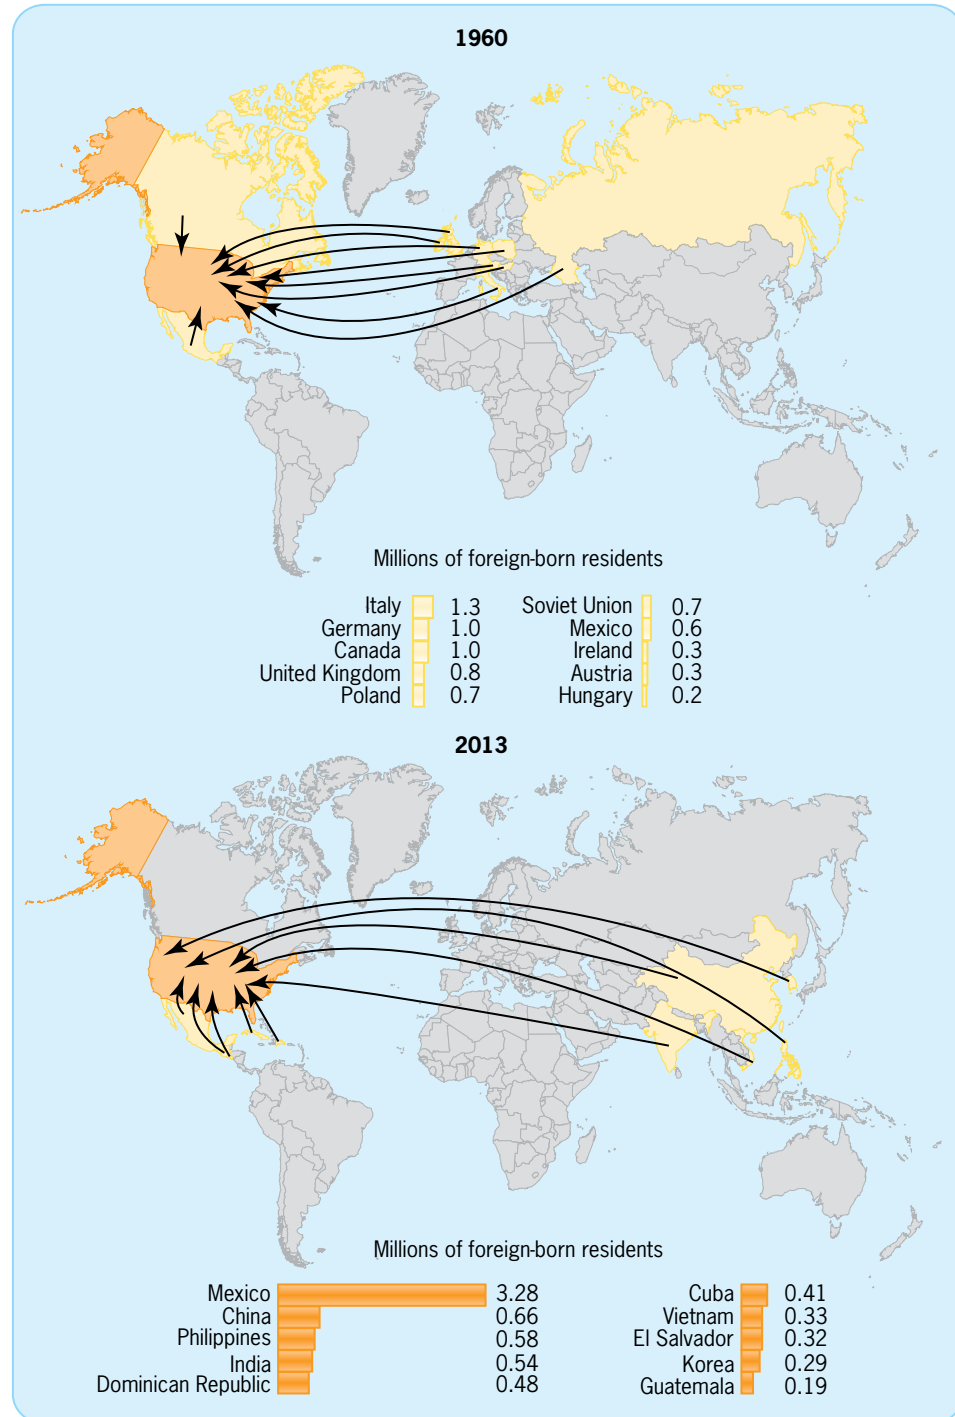 1960
Millions of foreign-born residents
Italy 1.3
Germany 1.0
Canada 1.0
United Kingdom 0.8
Poland 0.7
Soviet Union 0.7
Mexico 0.6
Ireland 0.3
Austria 0.3
Hungary 0.2
2013
Millions of foreign-born residents
Mexico 3.28
China 0.66
Philippines 0.58
India 0.54
Dominican Republic 0.48
Cuba 0.41
Vietnam 0.33
El Salvador 0.32
Korea 0.29
Guatemala 0.19